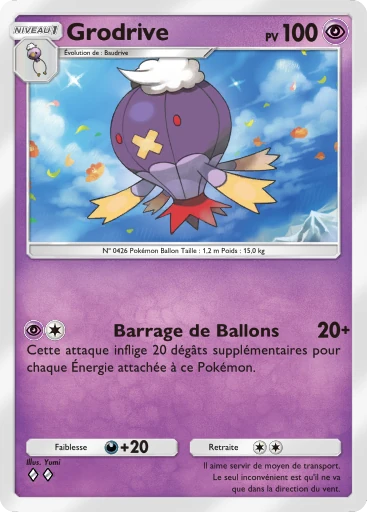 NIVEAU 1
Grodrive
PV 100
Évolution de : Baudrive
N° 0426 Pokémon Ballon Taille : 1,2 m Poids : 15,0 kg
Barrage de Ballons 20+
Cette attaque inflige 20 dégâts supplémentaires pour
chaque Énergie attachée à ce Pokémon.
Faiblesse +20
Retraite
Illus. Yumi
Il aime servir de moyen de transport.
Le seul inconvénient est qu'il ne va
que dans la direction du vent.